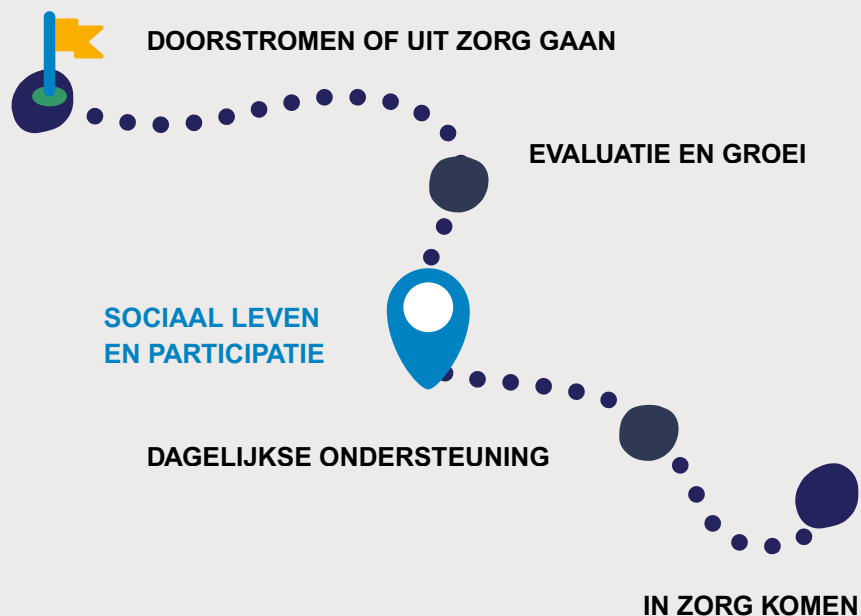 DOORSTROMEN OF UIT ZORG GAAN
EVALUATIE EN GROEI
SOCIAAL LEVEN
EN PARTICIPATIE
DAGELIJKSE ONDERSTEUNING
IN ZORG KOMEN